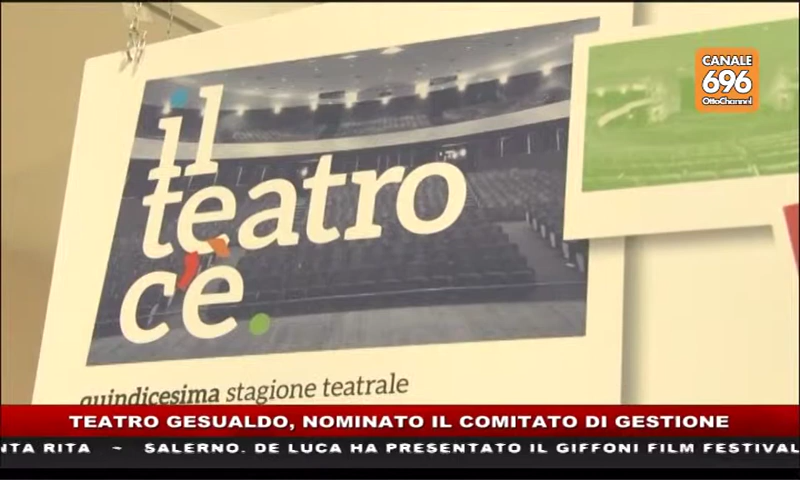 CANALE
696
OttoChannel
il
teatro
c'è.
quindicesima stagione teatrale
TEATRO GESUALDO, NOMINATO IL COMITATO DI GESTIONE
NTA RITA ~ SALERNO. DE LUCA HA PRESENTATO IL GIFFONI FILM FESTIVAL